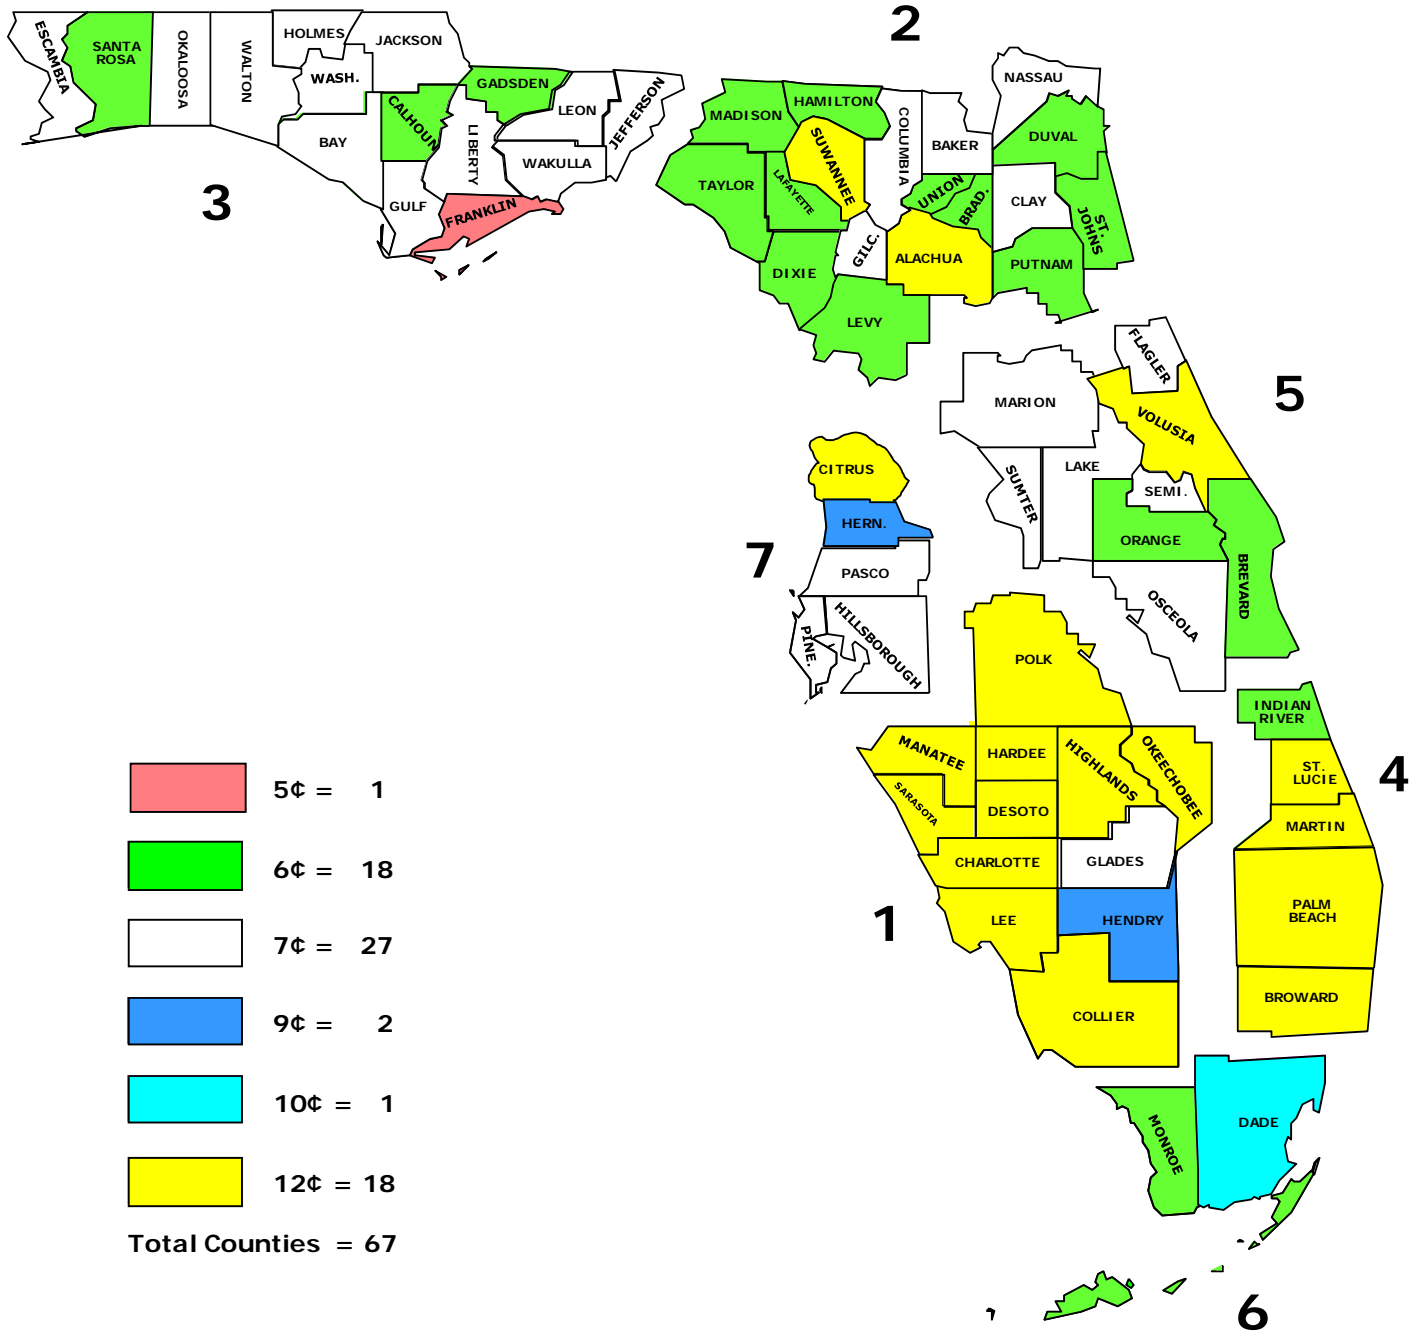 2
ESCAMBIA
SANTA
ROSA
OKALOOSA
WALTON
HOLMES
JACKSON
WASH.
BAY
CALHOUN
GADSDEN
LIBERTY
LEON
JEFFERSON
WAKULLA
GULF
FRANKLIN
3
MADISON
HAMILTON
SUWANNEE
COLUMBIA
BAKER
NASSAU
DUVAL
TAYLOR
LAFAYETTE
UNION
BRAD.
CLAY
ST.
JOHNS
DIXIE
GILC.
ALACHUA
PUTNAM
LEVY
FLAGLER
MARION
VOLUSIA
5
CITRUS
SUMTER
LAKE
SEMI.
HERN.
ORANGE
BREVARD
7
PASCO
OSCEOLA
PINE.
HILLSBOROUGH
POLK
INDIAN
RIVER
MANATEE
HARDEE
HIGHLANDS
OKEECHOBEE
ST.
LUCIE
4
SARASOTA
DESOTO
MARTIN
CHARLOTTE
GLADES
1
LEE
HENDRY
PALM
BEACH
COLLIER
BROWARD
MONROE
DADE
6
5¢ = 1
6¢ = 18
7¢ = 27
9¢ = 2
10¢ = 1
12¢ = 18
Total Counties = 67